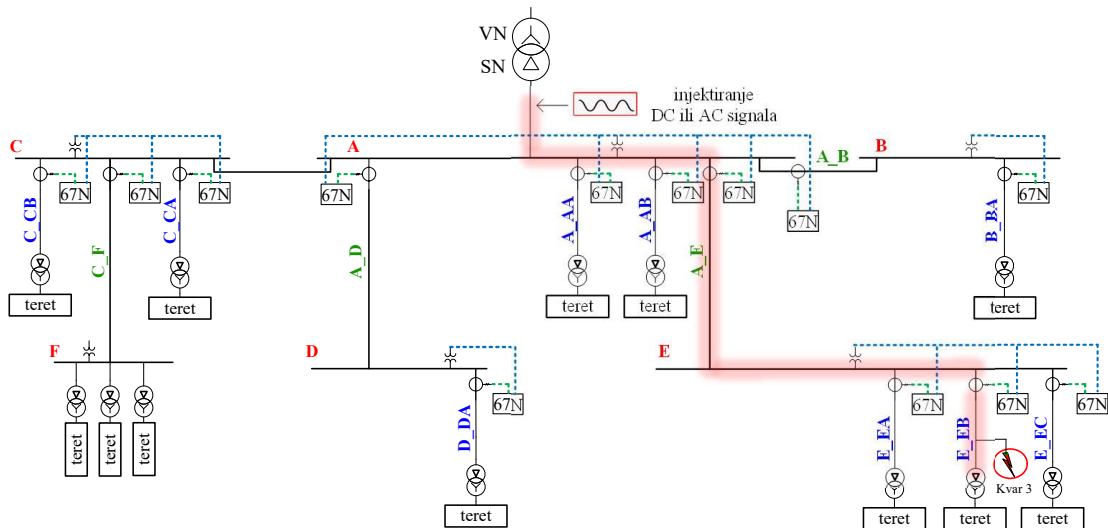 VN
SN
injektiranje
DC ili AC signala
C
A
A_B
B
67N
67N
67N
67N
67N
67N
67N
67N
67N
C_CB
C_F
C_CA
A_D
A_AA
A_AB
A_E
B_BA
teret
teret
teret
teret
teret
F
D
E
67N
67N
67N
67N
teret
teret
teret
D_DA
E_EA
E_EB
E_EC
Kvar 3
teret
teret
teret
teret